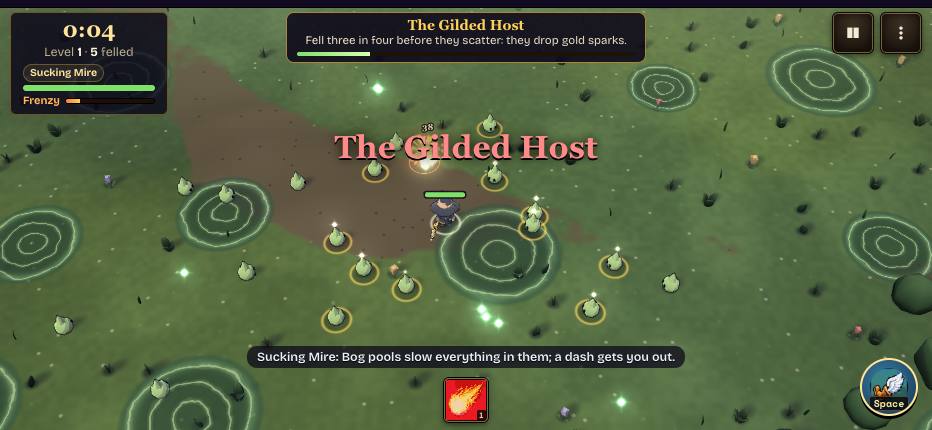 0:04
Level 1 · 5 felled
Sucking Mire
Frenzy
The Gilded Host
Fell three in four before they scatter: they drop gold sparks.
38
The Gilded Host
Sucking Mire: Bog pools slow everything in them; a dash gets you out.
1
Space